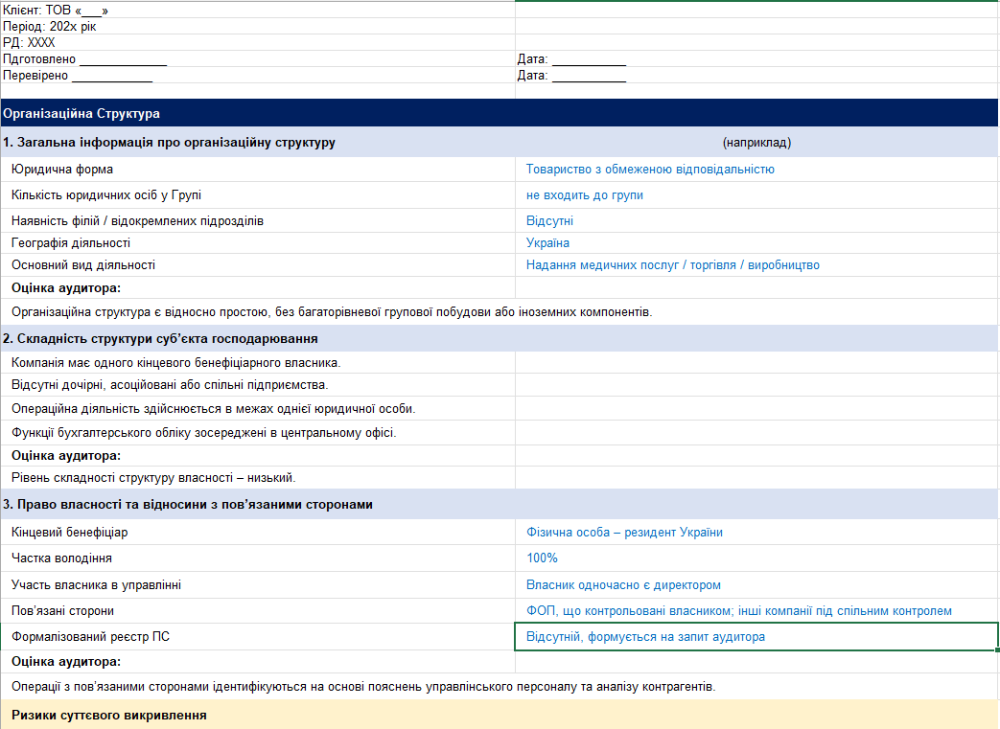 Клієнт: ТОВ «___»
Період: 202х рік
РД: ХХХХ
Пдготовлено _____________ Дата: ___________
Перевірено ____________ Дата: ___________
Організаційна Структура
1. Загальна інформація про організаційну структуру (наприклад)
Юридична форма Товариство з обмеженою відповідальністю
Кількість юридичних осіб у Групі не входить до групи
Наявність філій / відокремлених підрозділів Відсутні
Географія діяльності Україна
Основний вид діяльності Надання медичних послуг / торгівля / виробництво
Оцінка аудитора:
Організаційна структура є відносно простою, без багаторівневої групової побудови або іноземних компонентів.
2. Складність структури суб’єкта господарювання
Компанія має одного кінцевого бенефіціарного власника.
Відсутні дочірні, асоційовані або спільні підприємства.
Операційна діяльність здійснюється в межах однієї юридичної особи.
Функції бухгалтерського обліку зосереджені в центральному офісі.
Оцінка аудитора:
Рівень складності структуру власності – низький.
3. Право власності та відносини з пов’язаними сторонами
Кінцевий бенефіціар Фізична особа – резидент України
Частка володіння 100%
Участь власника в управлінні Власник одночасно є директором
Пов’язані сторони ФОП, що контрольовані власником; інші компанії під спільним контролем
Формалізований реєстр ПС Відсутній, формується на запит аудитора
Оцінка аудитора:
Операції з пов’язаними сторонами ідентифікуються на основі пояснень управлінського персоналу та аналізу контрагентів.
Ризики суттєвого викривлення